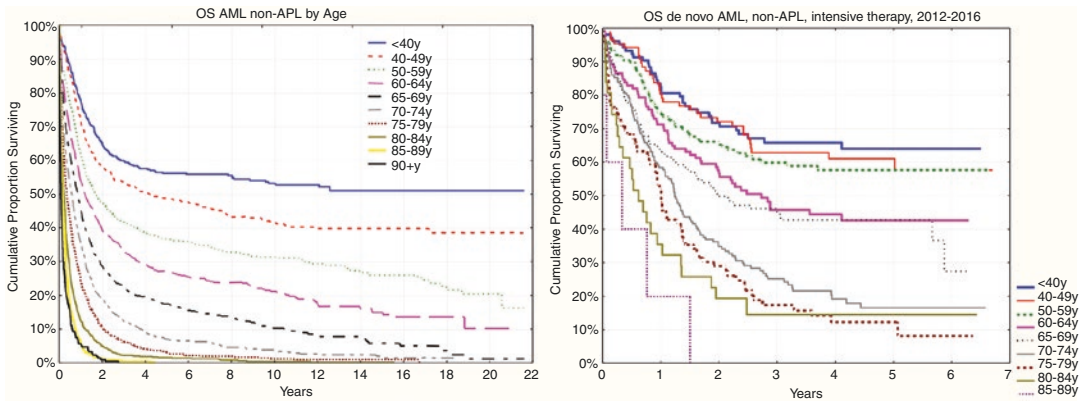 OS AML non-APL by Age
100%
90%
80%
70%
60%
50%
40%
30%
20%
10%
0%
Cumulative Proportion Surviving
<40y
40-49y
50-59y
60-64y
65-69y
70-74y
75-79y
80-84y
85-89y
90+y
0 2 4 6 8 10 12 14 16 18 20 22
Years
OS de novo AML, non-APL, intensive therapy, 2012-2016
100%
90%
80%
70%
60%
50%
40%
30%
20%
10%
0%
Cumulative Proportion Surviving
0 1 2 3 4 5 6 7
Years
<40y
40-49y
50-59y
60-64y
65-69y
70-74y
75-79y
80-84y
85-89y